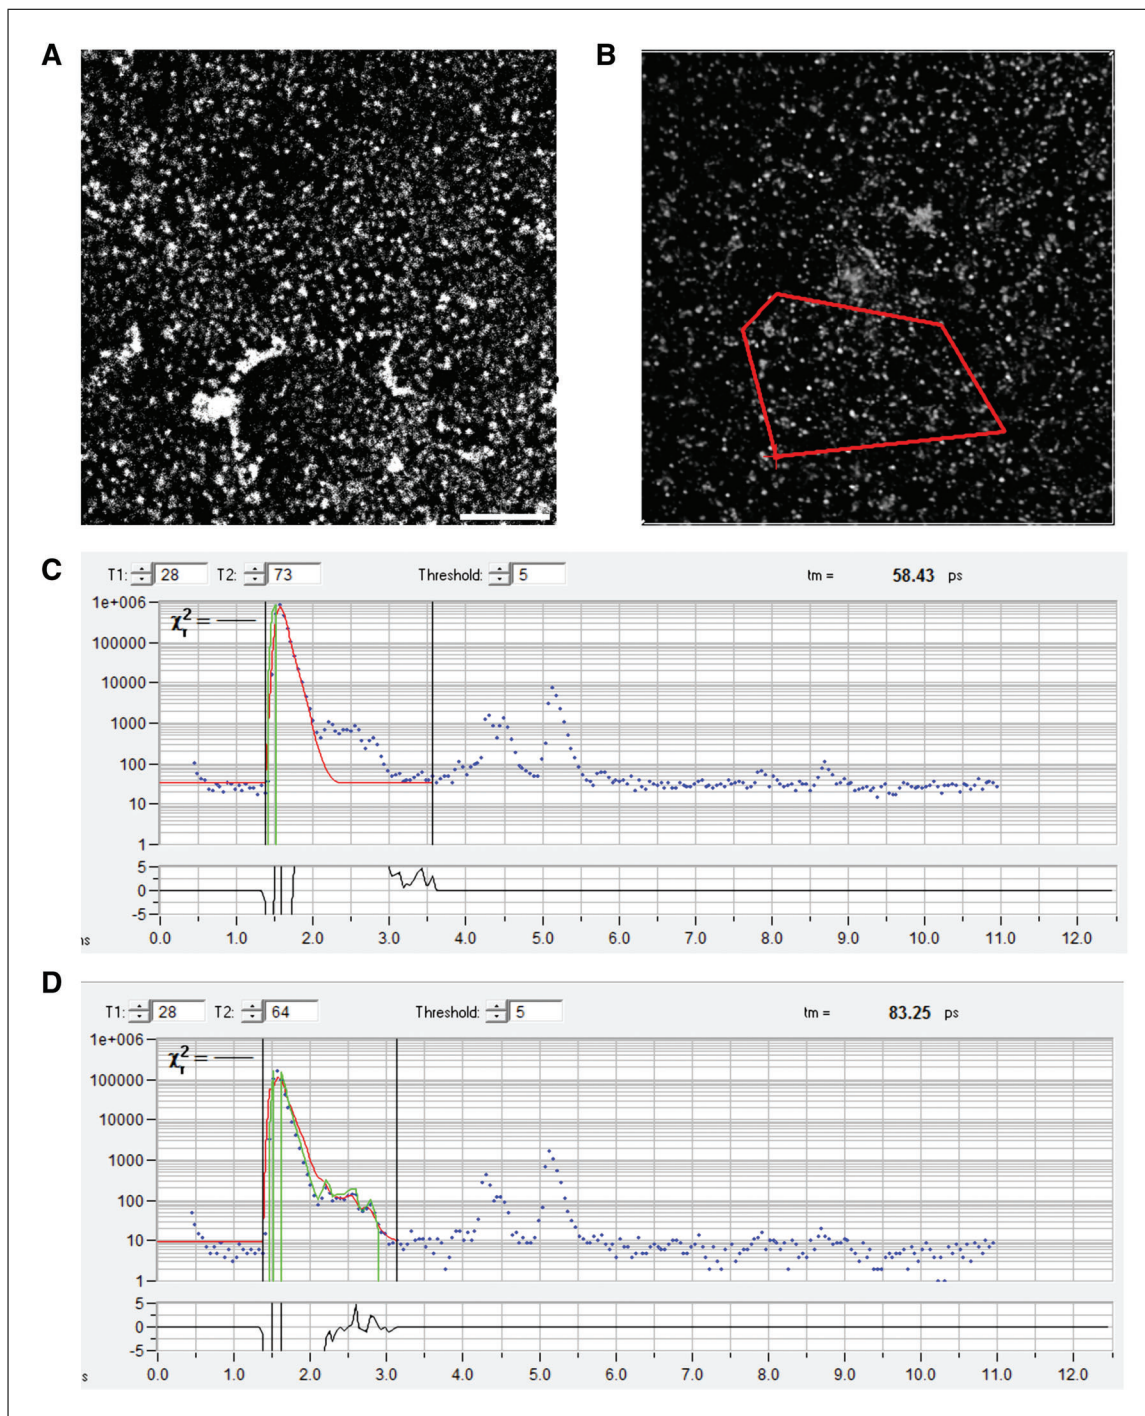 A
B
C
T1: 28 T2: 73 Threshold: 5 tm = 58.43 ps
1e+006
χ²r =
100000
10000
1000
100
10
1
5
0
-5
0.0 1.0 2.0 3.0 4.0 5.0 6.0 7.0 8.0 9.0 10.0 11.0 12.0
ns
D
T1: 28 T2: 64 Threshold: 5 tm = 83.25 ps
1e+006
χ²r =
100000
10000
1000
100
10
1
5
0
-5
s 0.0 1.0 2.0 3.0 4.0 5.0 6.0 7.0 8.0 9.0 10.0 11.0 12.0